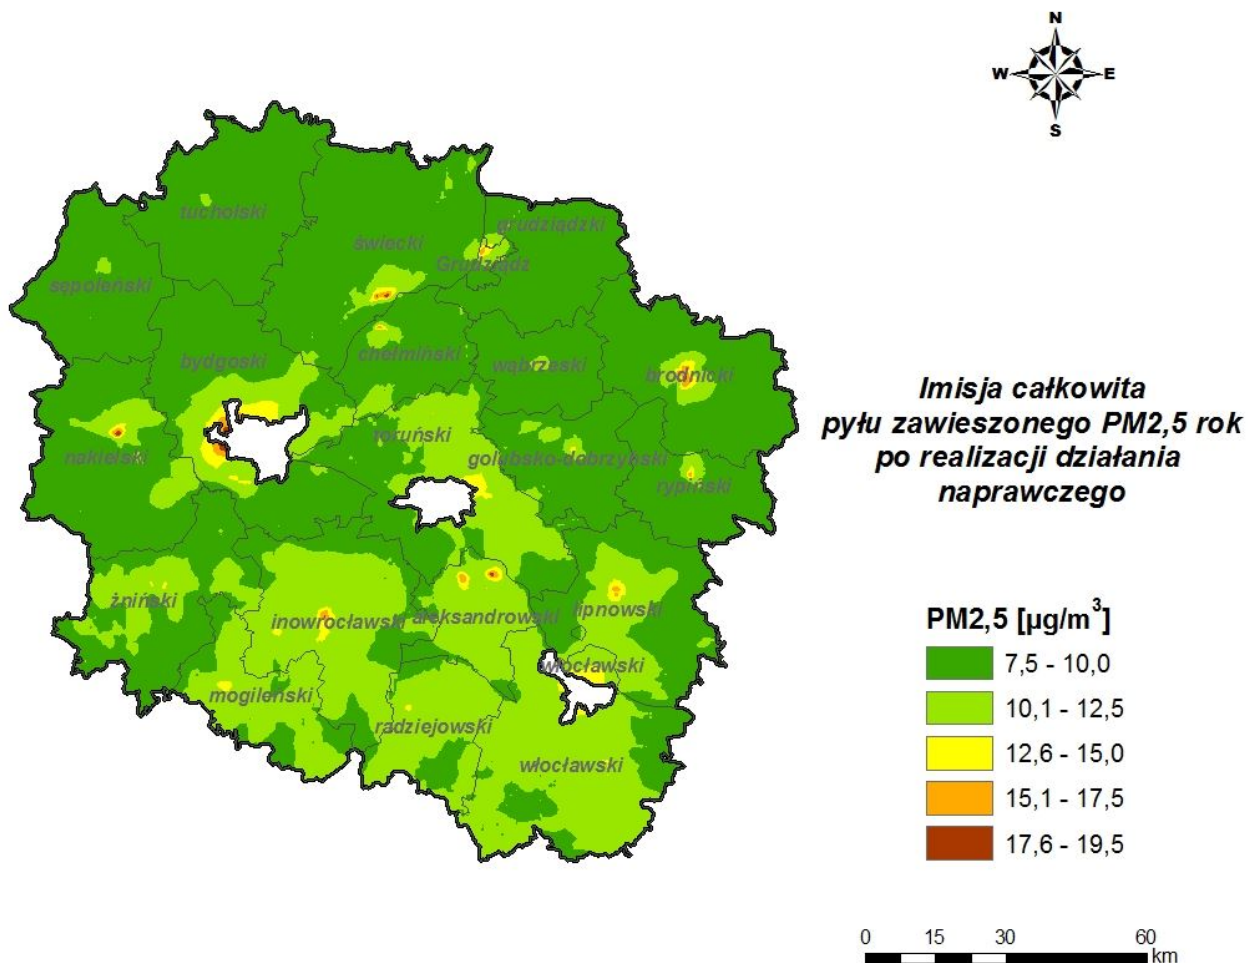 N
W E
S
tucholski
grudziądzki
świecki
Grudziądz
sępoleński
chełmiński
bydgoski
wąbrzeski
brodnicki
toruński
nakielski
golubsko-dobrzyński
rypiński
żniński
inowrocławski
aleksandrowski
lipnowski
włocławski
mogileński
radziejowski
włocławski
Imisja całkowita
pyłu zawieszonego PM2,5 rok
po realizacji działania
naprawczego
PM2,5 [µg/m³]
7,5 - 10,0
10,1 - 12,5
12,6 - 15,0
15,1 - 17,5
17,6 - 19,5
0 15 30 60
km